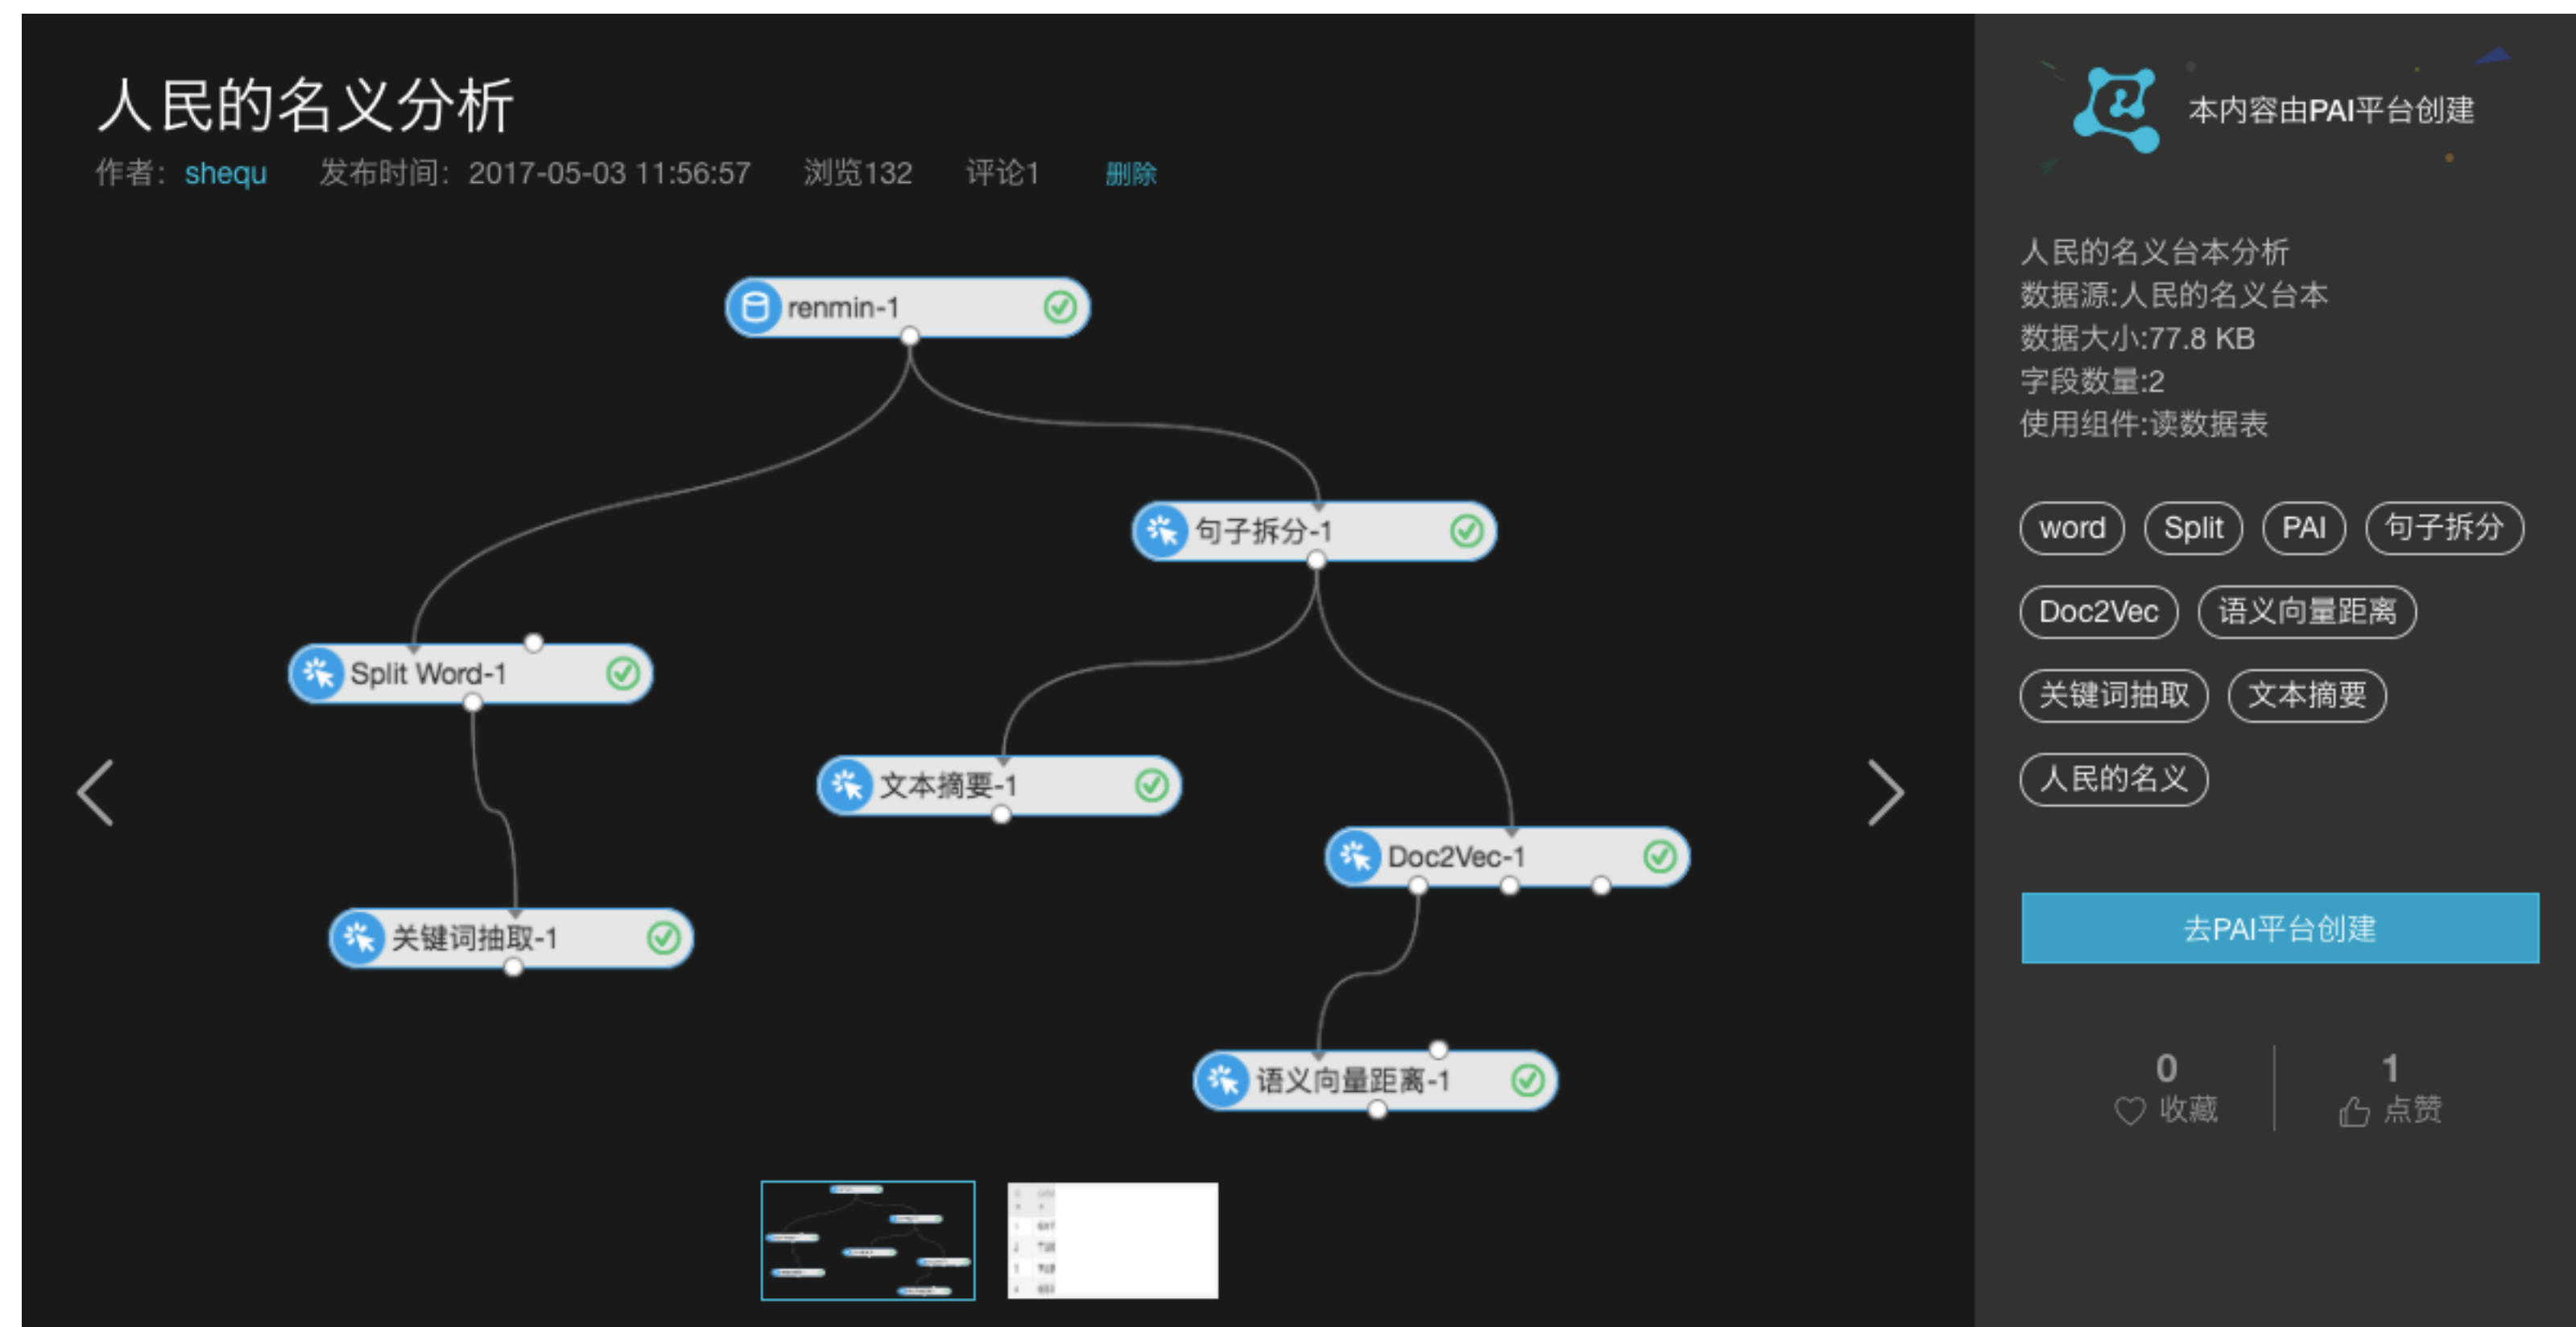 人民的名义分析
作者：shequ 发布时间：2017-05-03 11:56:57 浏览132 评论1 删除
renmin-1
句子拆分-1
Split Word-1
文本摘要-1
Doc2Vec-1
关键词抽取-1
语义向量距离-1
本内容由PAI平台创建
人民的名义台本分析
数据源:人民的名义台本
数据大小:77.8 KB
字段数量:2
使用组件:读数据表
word Split PAI 句子拆分
Doc2Vec 语义向量距离
关键词抽取 文本摘要
人民的名义
去PAI平台创建
0 1
收藏 点赞